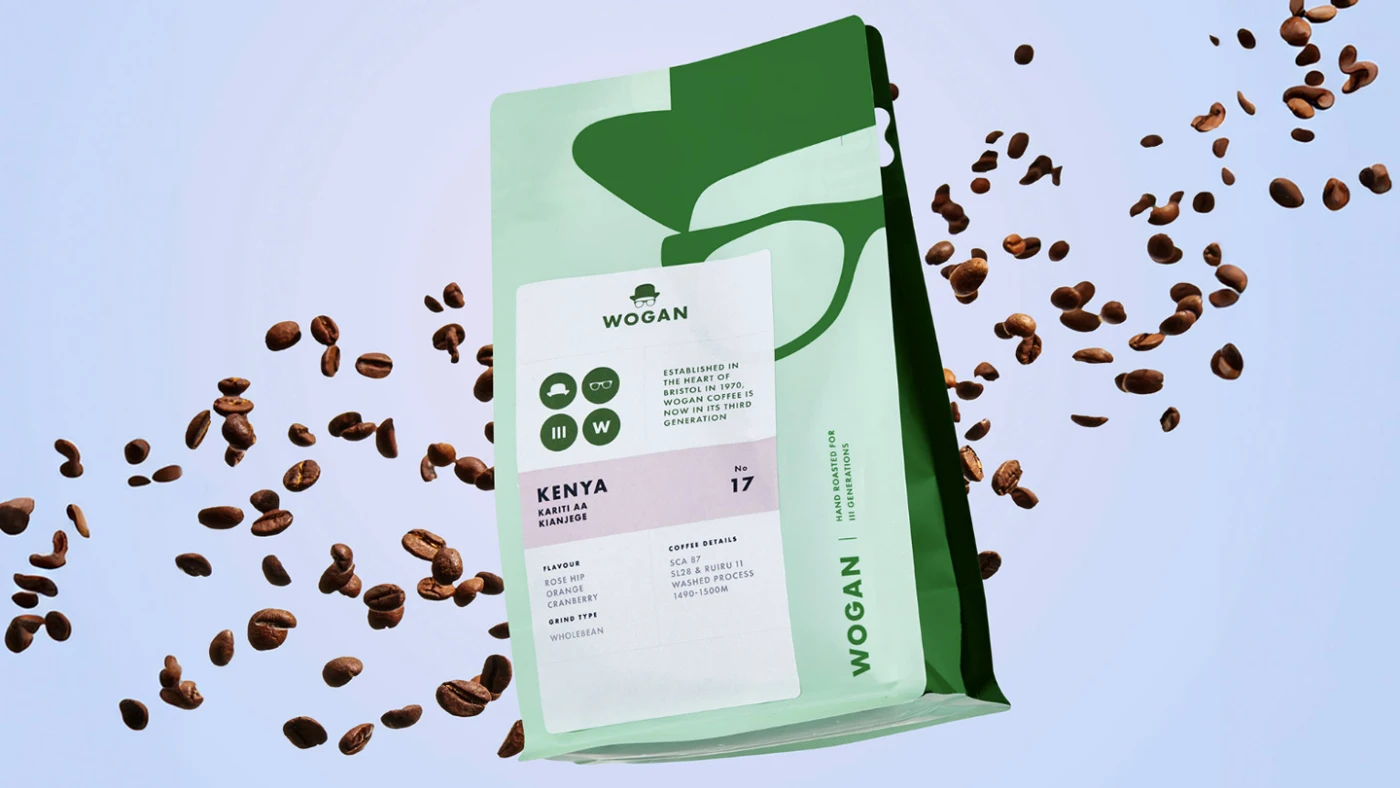 WOGAN
ESTABLISHED IN
THE HEART OF
BRISTOL IN 1970,
WOGAN COFFEE IS
NOW IN ITS THIRD
GENERATION
III
W
KENYA
KARITI AA
KIANJEGE
No
17
FLAVOUR
ROSE HIP
ORANGE
CRANBERRY
GRIND TYPE
WHOLEBEAN
COFFEE DETAILS
SCA 87
SL28 & RUIRU 11
WASHED PROCESS
1490-1500M
WOGAN
HAND ROASTED FOR
III GENERATIONS